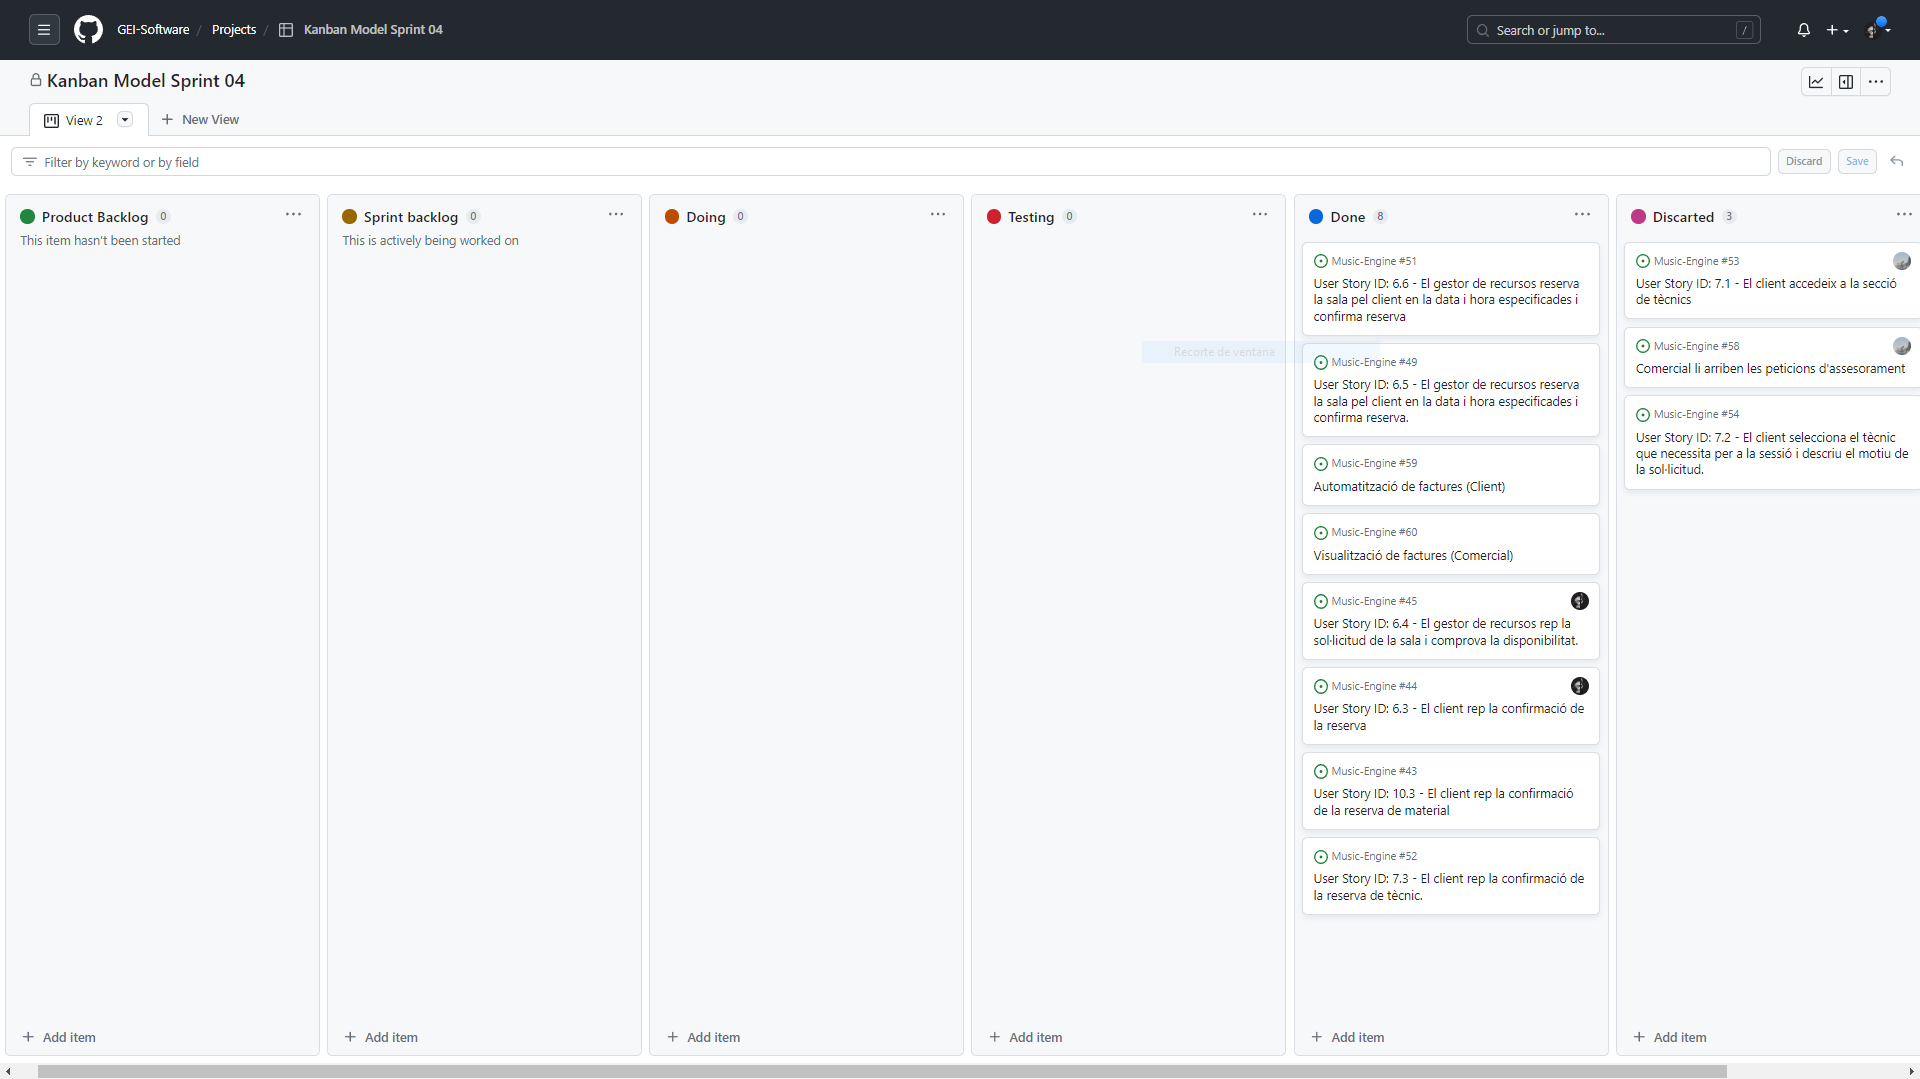 GEI-Software / Projects / Kanban Model Sprint 04
Search or jump to... /
Kanban Model Sprint 04
View 2
New View
Filter by keyword or by field
Discard
Save
Product Backlog 0
This item hasn't been started
Add item
Sprint backlog 0
This is actively being worked on
Add item
Doing 0
Add item
Testing 0
Recorte de ventana
Add item
Done 8
Music-Engine #51
User Story ID: 6.6 - El gestor de recursos reserva
la sala pel client en la data i hora especificades i
confirma reserva
Music-Engine #49
User Story ID: 6.5 - El gestor de recursos reserva
la sala pel client en la data i hora especificades i
confirma reserva.
Music-Engine #59
Automatització de factures (Client)
Music-Engine #60
Visualització de factures (Comercial)
Music-Engine #45
User Story ID: 6.4 - El gestor de recursos rep la
sol·licitud de la sala i comprova la disponibilitat.
Music-Engine #44
User Story ID: 6.3 - El client rep la confirmació de
la reserva
Music-Engine #43
User Story ID: 10.3 - El client rep la confirmació
de la reserva de material
Music-Engine #52
User Story ID: 7.3 - El client rep la confirmació de
la reserva de tècnic.
Add item
Discarted 3
Music-Engine #53
User Story ID: 7.1 - El client accedeix a la secció
de tècnics
Music-Engine #58
Comercial li arriben les peticions d'assesorament
Music-Engine #54
User Story ID: 7.2 - El client selecciona el tècnic
que necessita per a la sessió i descriu el motiu de
la sol·licitud.
Add item